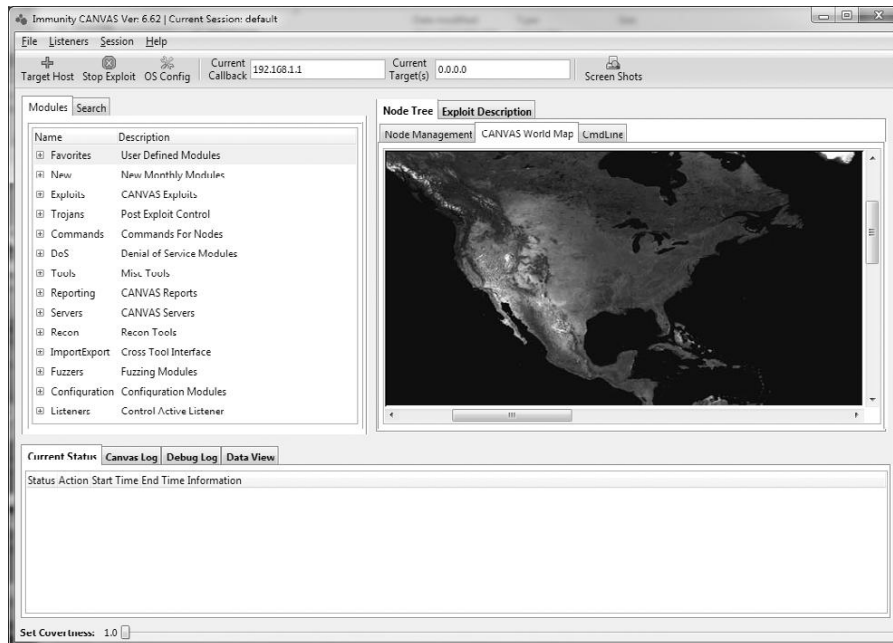 Immunity CANVAS Ver: 6.62 | Current Session: default
File Listeners Session Help
Target Host Stop Exploit OS Config
Current Callback 192.168.1.1
Current Target(s) 0.0.0.0
Screen Shots
Modules Search
Name Description
Favorites User Defined Modules
New New Monthly Modules
Exploits CANVAS Exploits
Trojans Post Exploit Control
Commands Commands For Nodes
DoS Denial of Service Modules
Tools Misc Tools
Reporting CANVAS Reports
Servers CANVAS Servers
Recon Recon Tools
ImportExport Cross Tool Interface
Fuzzers Fuzzing Modules
Configuration Configuration Modules
Listeners Control Active Listener
Node Tree Exploit Description
Node Management CANVAS World Map CmdLine
Current Status Canvas Log Debug Log Data View
Status Action Start Time End Time Information
Set Covertness: 1.0